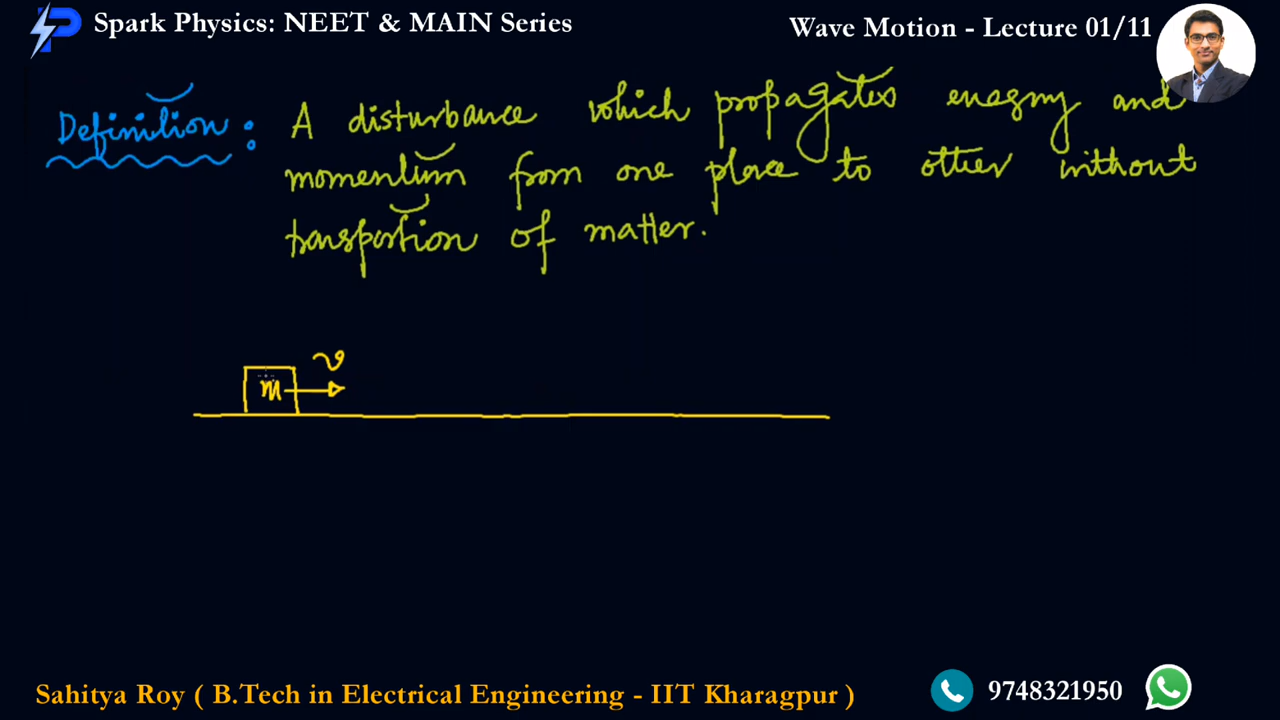 Spark Physics: NEET & MAIN Series
Wave Motion - Lecture 01/11
Definition : A disturbance which propagates energy and
momentum from one place to other without
transportion of matter.
v
m
Sahitya Roy ( B.Tech in Electrical Engineering - IIT Kharagpur )
9748321950